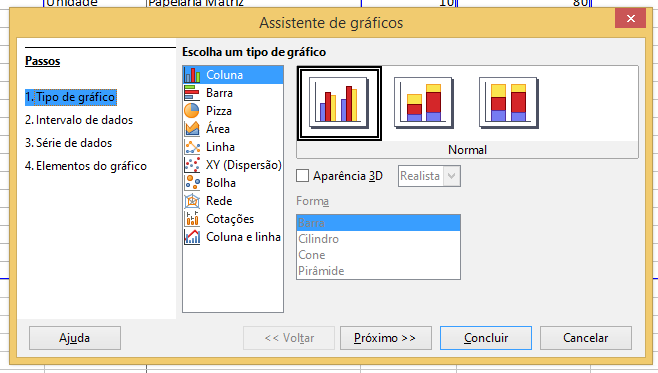 Unidade Papelaria Matriz 10 80
Assistente de gráficos
Passos
1. Tipo de gráfico
2. Intervalo de dados
3. Série de dados
4. Elementos do gráfico
Escolha um tipo de gráfico
Coluna
Barra
Pizza
Área
Linha
XY (Dispersão)
Bolha
Rede
Cotações
Coluna e linha
Normal
Aparência 3D Realista
Forma
Barra
Cilindro
Cone
Pirâmide
Ajuda << Voltar Próximo >> Concluir Cancelar